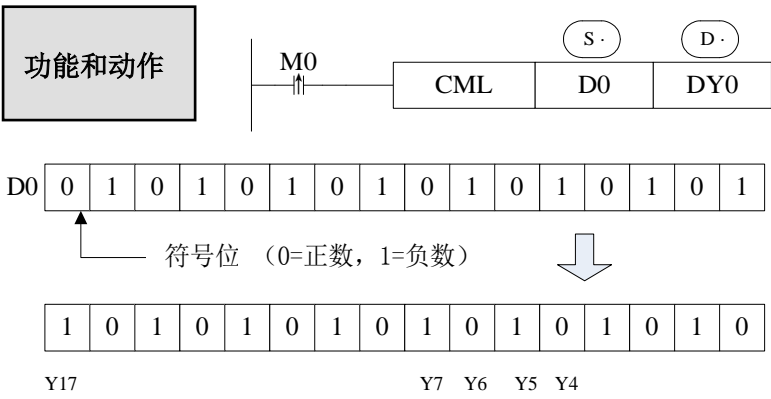 S · D ·
功能和动作 M0
CML D0 DY0
D0 0 1 0 1 0 1 0 1 0 1 0 1 0 1 0 1
符号位 （0=正数，1=负数）
1 0 1 0 1 0 1 0 1 0 1 0 1 0 1 0
Y17 Y7 Y6 Y5 Y4